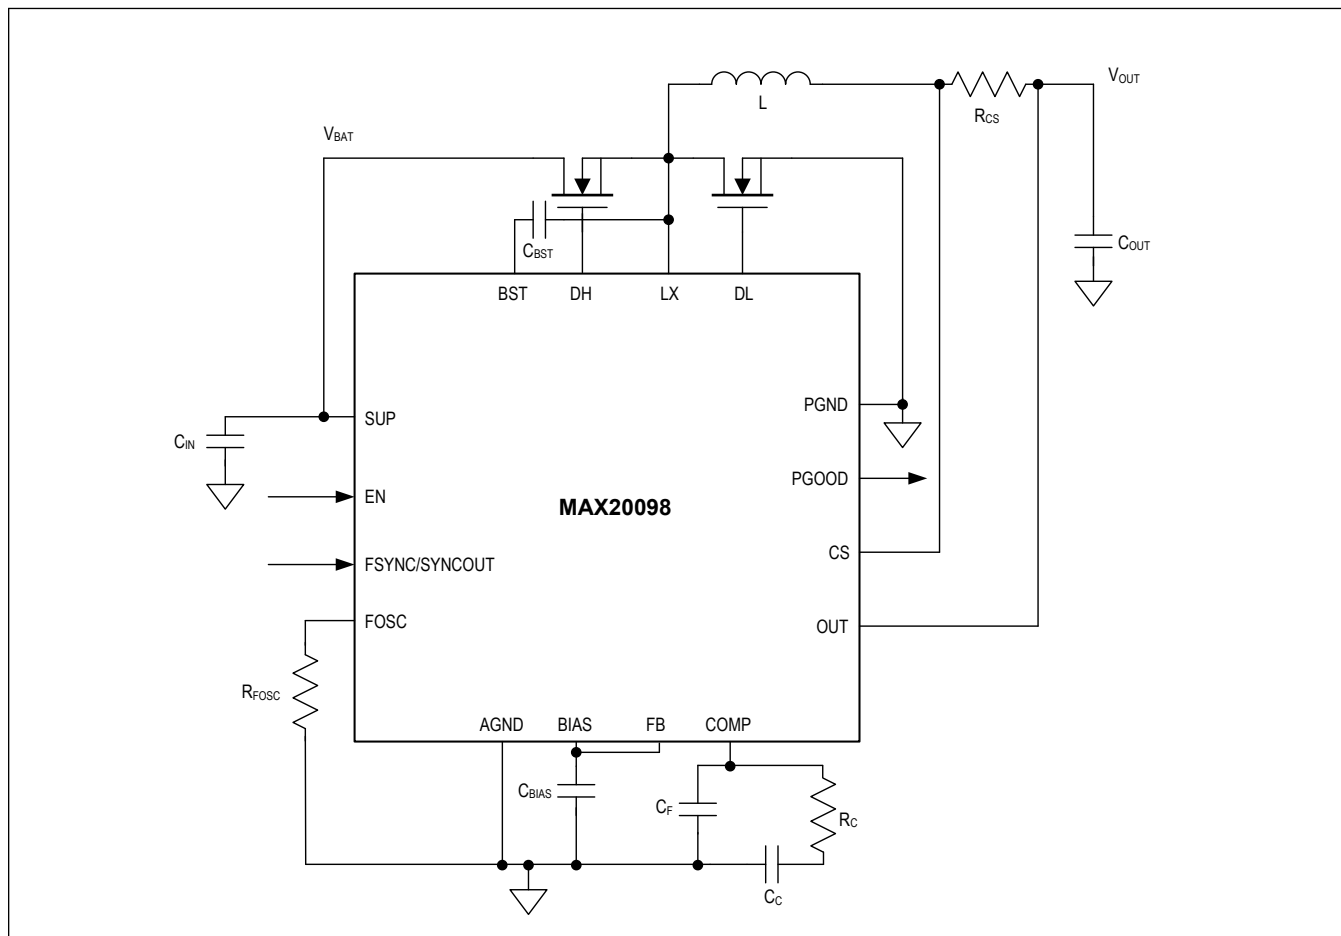 VOUT
L
RCS
VBAT
CBST
COUT
BST
DH
LX
DL
PGND
SUP
CIN
PGOOD
EN
MAX20098
CS
FSYNC/SYNCOUT
FOSC
OUT
RFOSC
AGND
BIAS
FB
COMP
CBIAS
CF
RC
CC